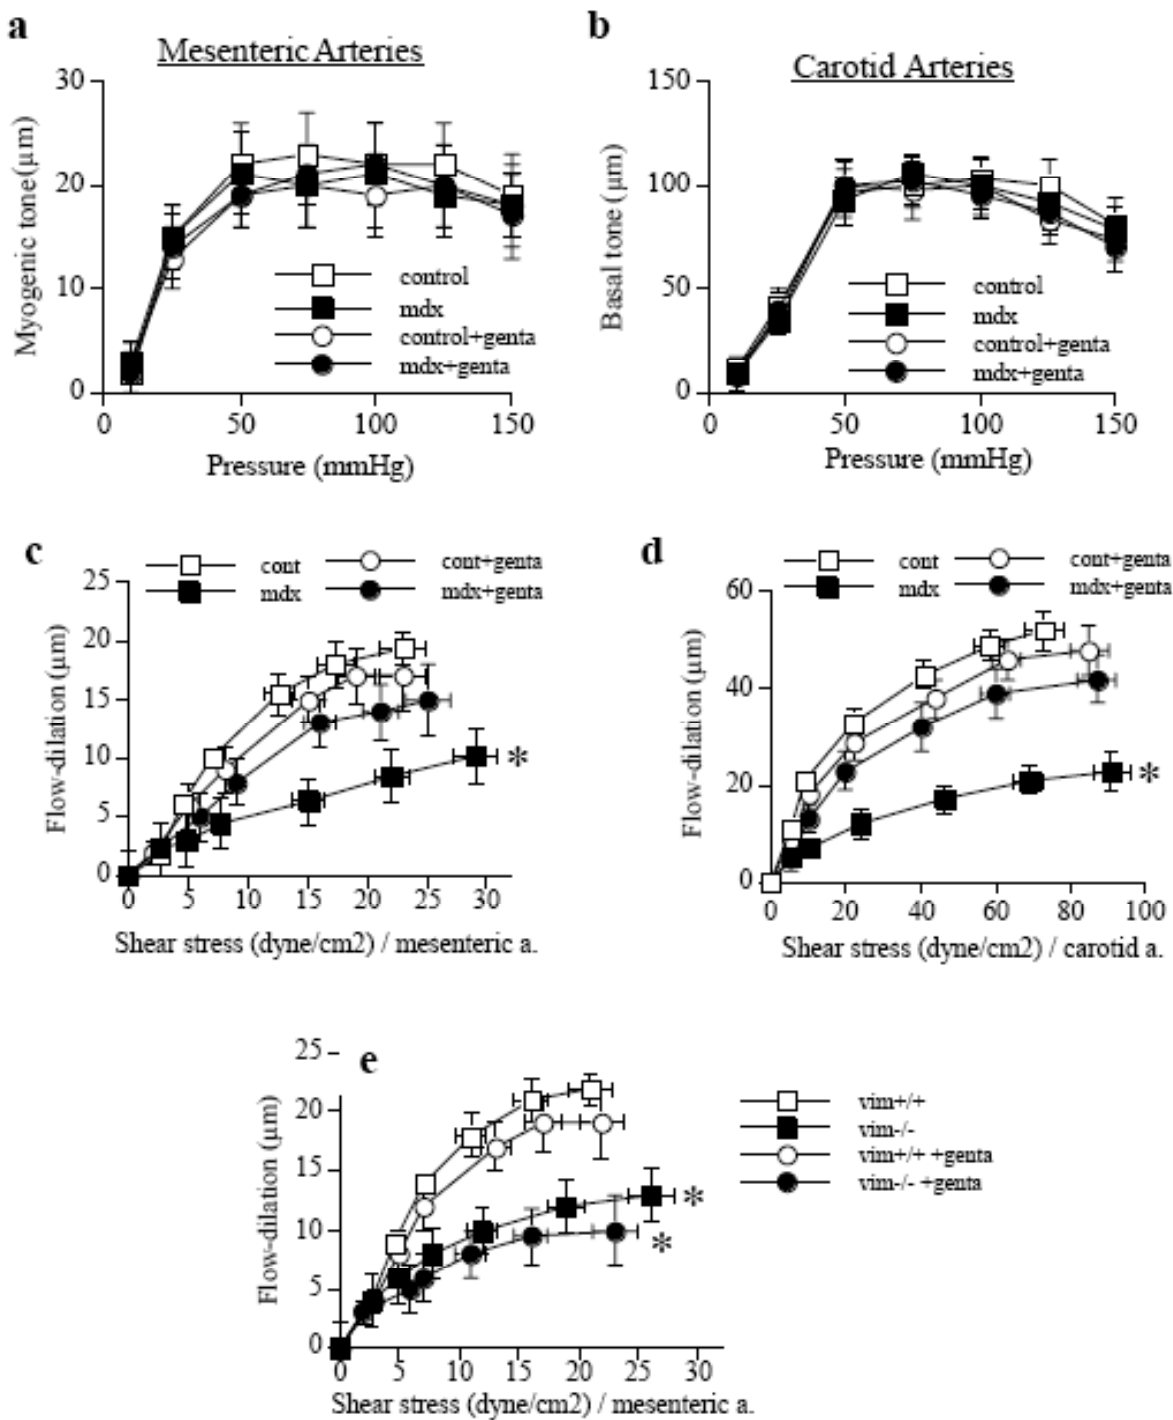 a
Mesenteric Arteries
30
20
10
0
Myogenic tone(μm)
control
mdx
control+genta
mdx+genta
0 50 100 150
Pressure (mmHg)
b
Carotid Arteries
150
100
50
0
Basal tone (μm)
control
mdx
control+genta
mdx+genta
0 50 100 150
Pressure (mmHg)
c
cont cont+genta
mdx mdx+genta
25
20
15
10
5
0
Flow-dilation (μm)
*
0 5 10 15 20 25 30
Shear stress (dyne/cm2) / mesenteric a.
d
cont cont+genta
mdx mdx+genta
60
40
20
0
Flow-dilation (μm)
*
0 20 40 60 80 100
Shear stress (dyne/cm2) / carotid a.
e
25
20
15
10
5
0
Flow-dilation (μm)
*
*
vim+/+
vim-/-
vim+/+ +genta
vim-/- +genta
0 5 10 15 20 25 30
Shear stress (dyne/cm2) / mesenteric a.